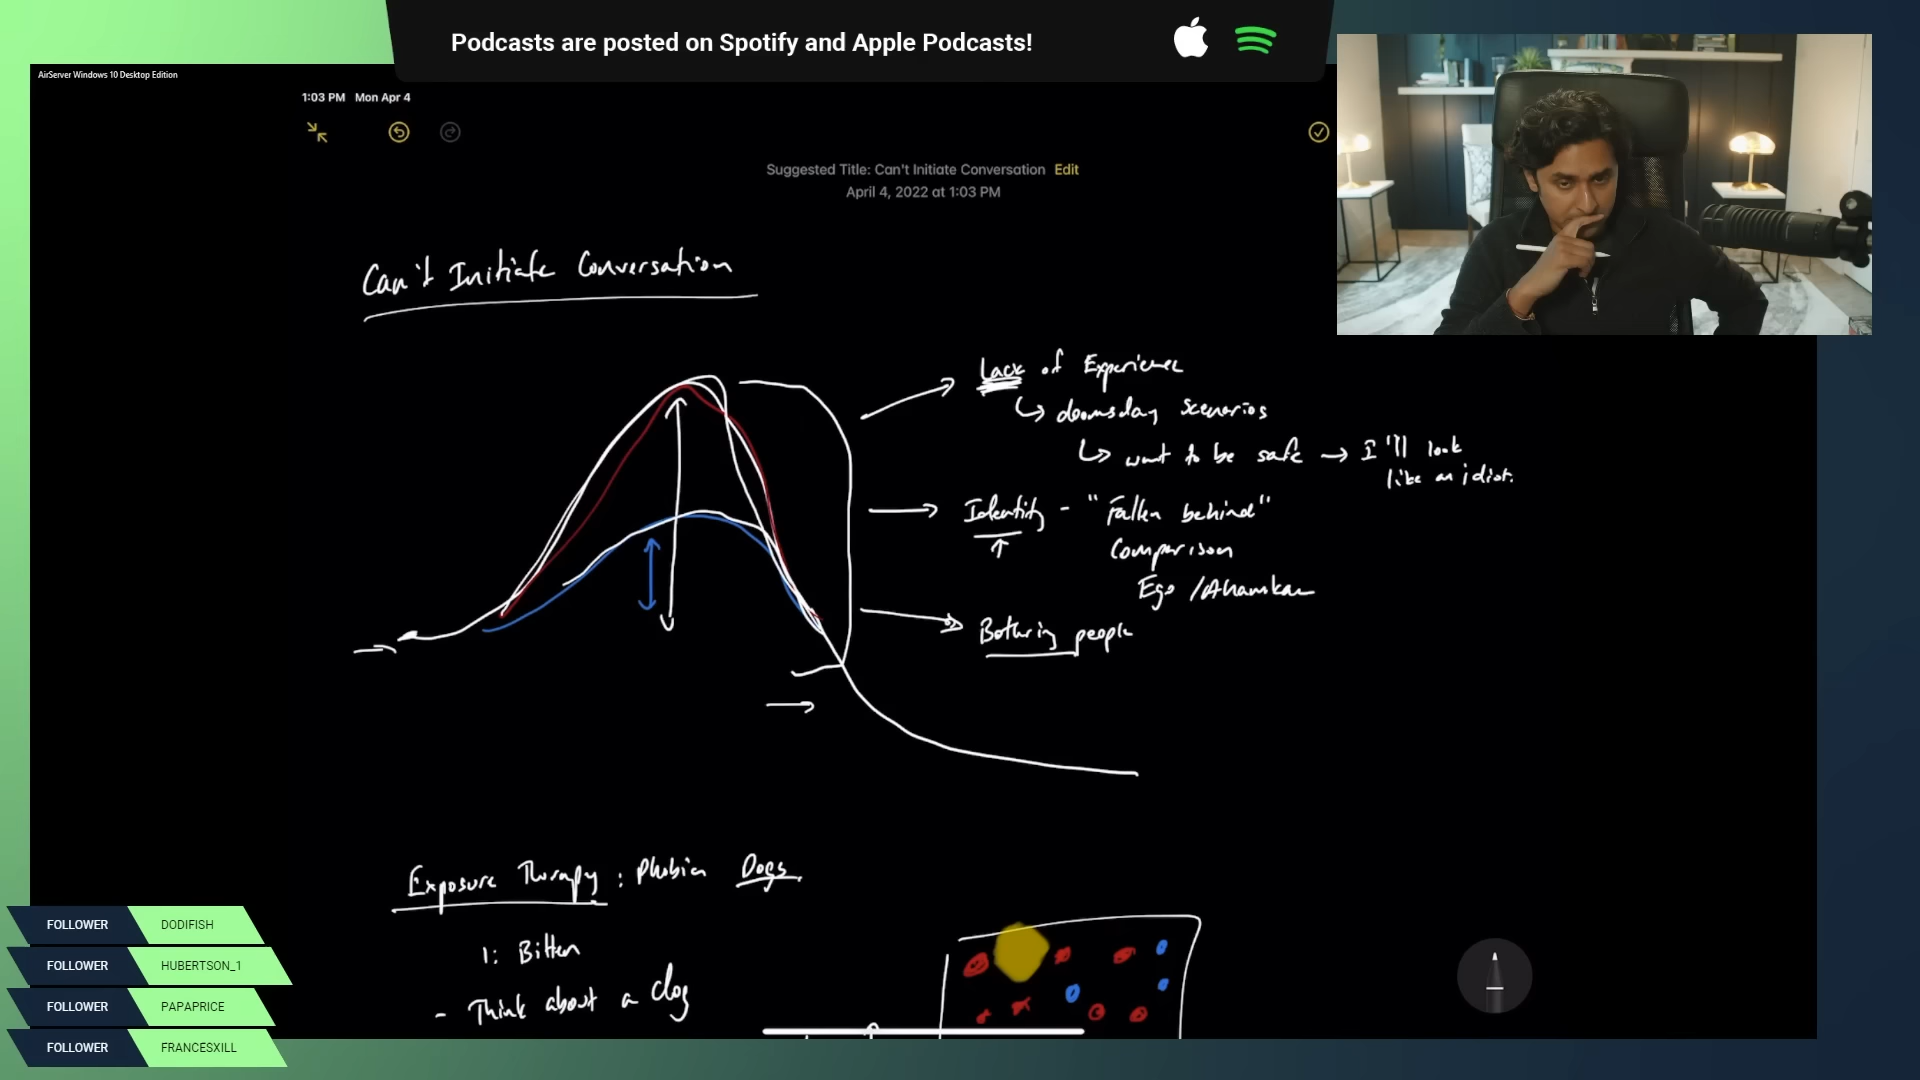 Podcasts are posted on Spotify and Apple Podcasts!
AirServer Windows 10 Desktop Edition
1:03 PM Mon Apr 4
Suggested Title: Can't Initiate Conversation Edit
April 4, 2022 at 1:03 PM
Can't Initiate Conversation
Lack of Experience
doomsday scenarios
want to be safe → I'll look
like an idiot.
Identity - "Fallen behind"
Comparison
Ego / Ahamkar
Bothering people
Exposure Therapy : Phobia Dogs
1: Bitten
- Think about a dog
FOLLOWER DODIFISH
FOLLOWER HUBERTSON_1
FOLLOWER PAPAPRICE
FOLLOWER FRANCESXILL